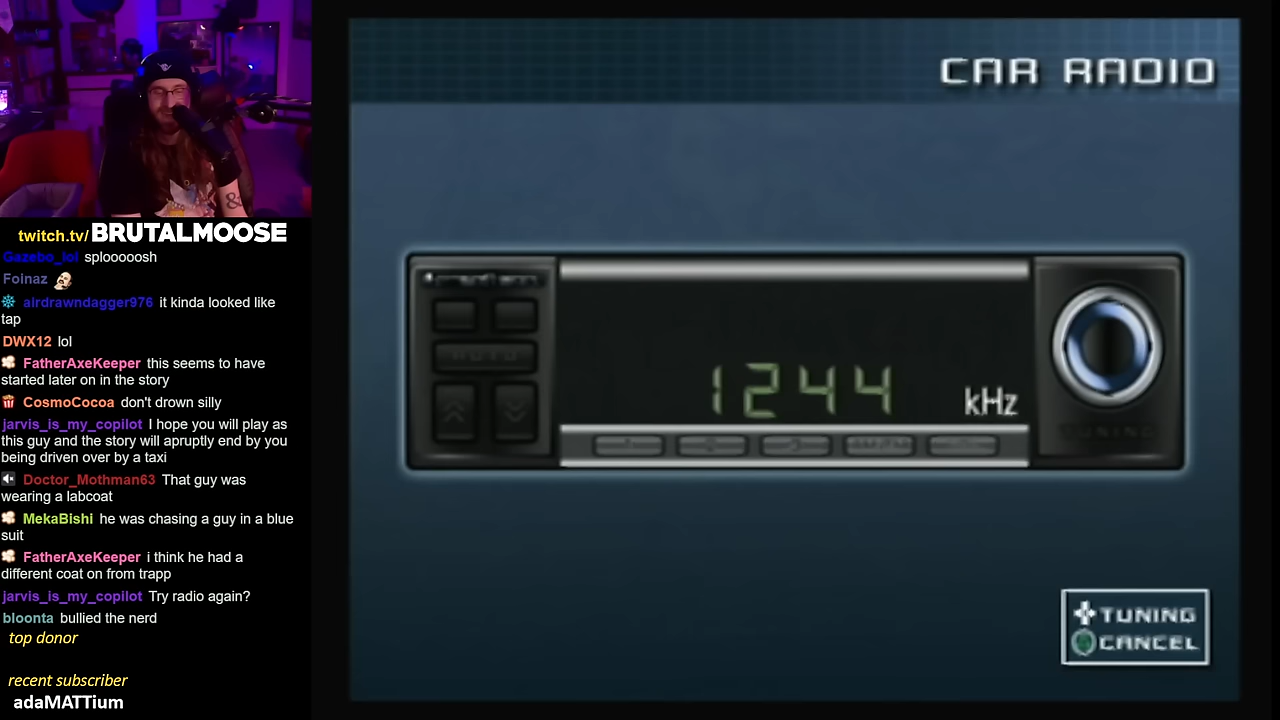 twitch.tv/BRUTALMOOSE
Gazebo_lol splooooosh
Foinaz
airdrawndagger976 it kinda looked like
tap
DWX12 lol
FatherAxeKeeper this seems to have
started later on in the story
CosmoCocoa don't drown silly
jarvis_is_my_copilot I hope you will play as
this guy and the story will apruptly end by you
being driven over by a taxi
Doctor_Mothman63 That guy was
wearing a labcoat
MekaBishi he was chasing a guy in a blue
suit
FatherAxeKeeper i think he had a
different coat on from trapp
jarvis_is_my_copilot Try radio again?
bloonta bullied the nerd
top donor
recent subscriber
adaMATTium
CAR RADIO
AUTO
1244 kHz
TUNING
TUNING
CANCEL